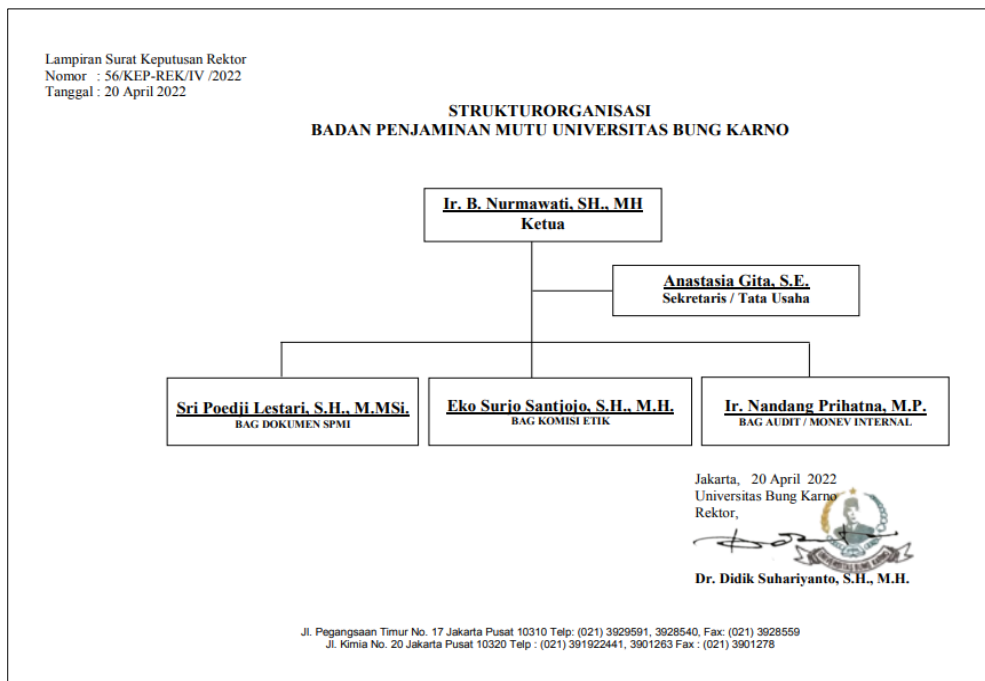 Lampiran Surat Keputusan Rektor
Nomor : 56/KEP-REK/IV /2022
Tanggal : 20 April 2022
STRUKTURORGANISASI
BADAN PENJAMINAN MUTU UNIVERSITAS BUNG KARNO
Ir. B. Nurmawati, SH., MH
Ketua
Anastasia Gita, S.E.
Sekretaris / Tata Usaha
Sri Poedji Lestari, S.H., M.MSi.
BAG DOKUMEN SPMI
Eko Surjo Santjojo, S.H., M.H.
BAG KOMISI ETIK
Ir. Nandang Prihatna, M.P.
BAG AUDIT / MONEV INTERNAL
Jakarta, 20 April 2022
Universitas Bung Karno
Rektor,
UNIVERSITAS BUNG KARNO
Dr. Didik Suhariyanto, S.H., M.H.
Jl. Pegangsaan Timur No. 17 Jakarta Pusat 10310 Telp: (021) 3929591, 3928540, Fax: (021) 3928559
Jl. Kimia No. 20 Jakarta Pusat 10320 Telp : (021) 391922441, 3901263 Fax : (021) 3901278